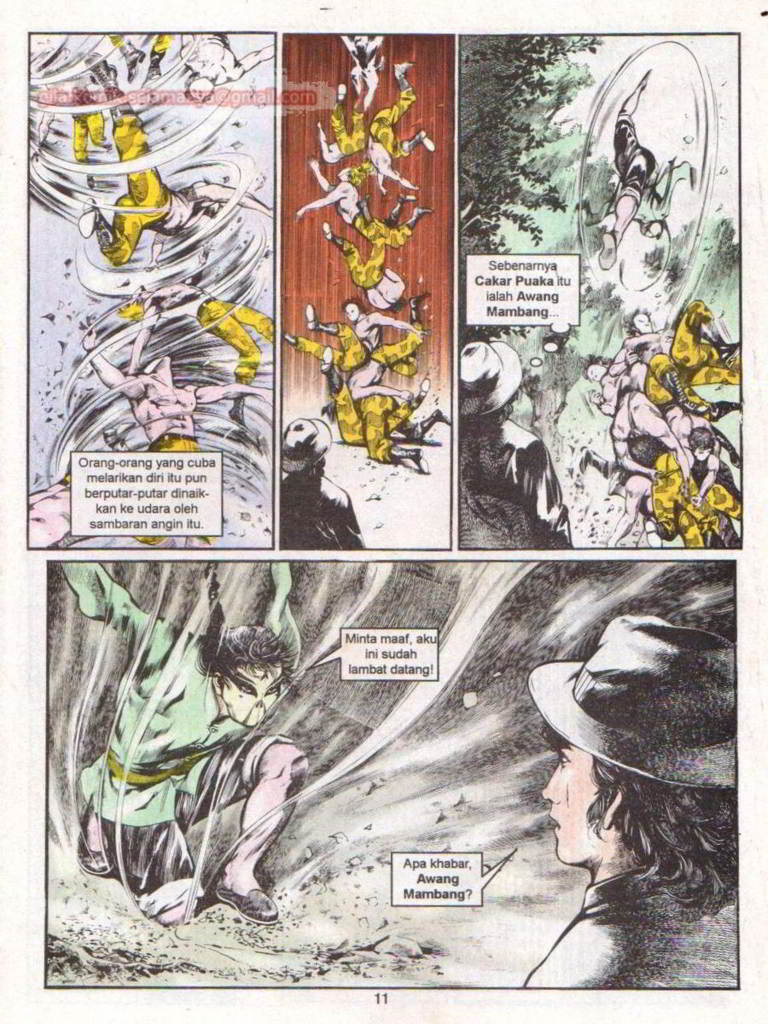 Orang-orang yang cuba
melarikan diri itu pun
berputar-putar dinaik-
kan ke udara oleh
sambaran angin itu.
Sebenarnya
Cakar Puaka itu
ialah Awang
Mambang...
Minta maaf, aku
ini sudah
lambat datang!
Apa khabar,
Awang
Mambang?
11